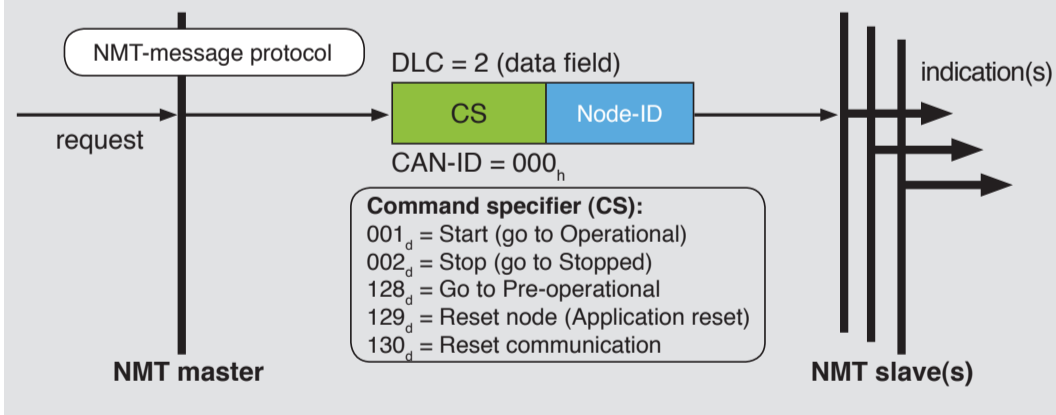 NMT-message protocol
DLC = 2 (data field)
indication(s)
request
CS
Node-ID
CAN-ID = 000h
Command specifier (CS):
001d = Start (go to Operational)
002d = Stop (go to Stopped)
128d = Go to Pre-operational
129d = Reset node (Application reset)
130d = Reset communication
NMT master
NMT slave(s)